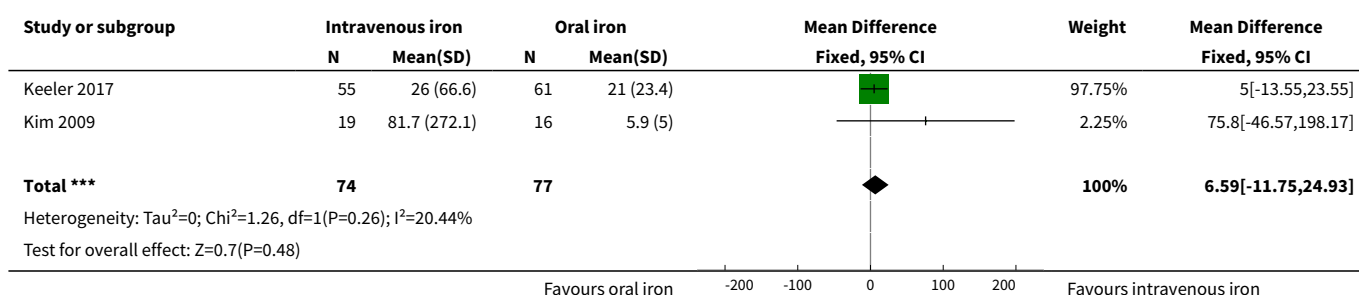 Study or subgroup Intravenous iron Oral iron Mean Difference Weight Mean Difference
N Mean(SD) N Mean(SD) Fixed, 95% CI Fixed, 95% CI
Keeler 2017 55 26 (66.6) 61 21 (23.4) 97.75% 5[-13.55,23.55]
Kim 2009 19 81.7 (272.1) 16 5.9 (5) 2.25% 75.8[-46.57,198.17]
Total *** 74 77 100% 6.59[-11.75,24.93]
Heterogeneity: Tau²=0; Chi²=1.26, df=1(P=0.26); I²=20.44%
Test for overall effect: Z=0.7(P=0.48)
Favours oral iron -200 -100 0 100 200 Favours intravenous iron